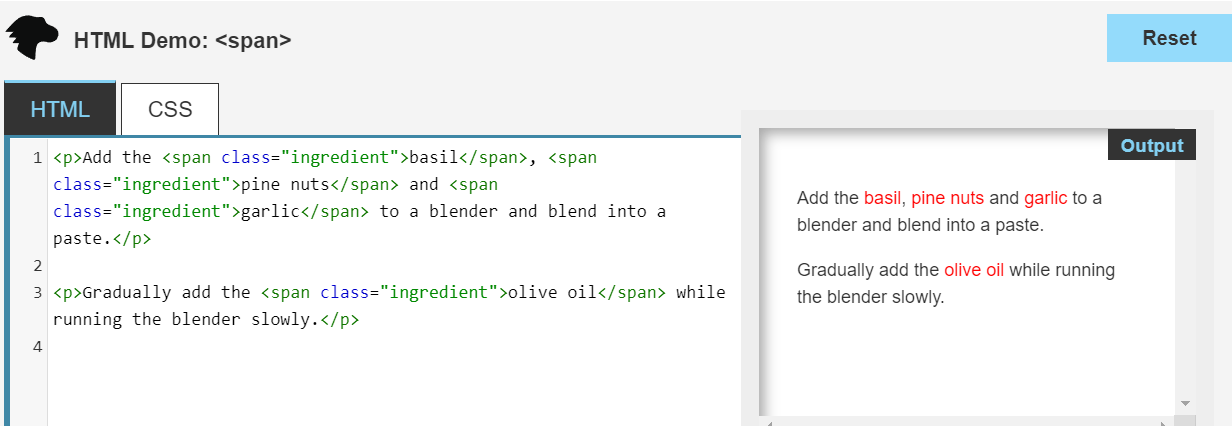 HTML Demo: <span>
Reset
HTML
CSS
1 <p>Add the <span class="ingredient">basil</span>, <span
class="ingredient">pine nuts</span> and <span
class="ingredient">garlic</span> to a blender and blend into a
paste.</p>
2
3 <p>Gradually add the <span class="ingredient">olive oil</span> while
running the blender slowly.</p>
4
Output
Add the basil, pine nuts and garlic to a
blender and blend into a paste.
Gradually add the olive oil while running
the blender slowly.